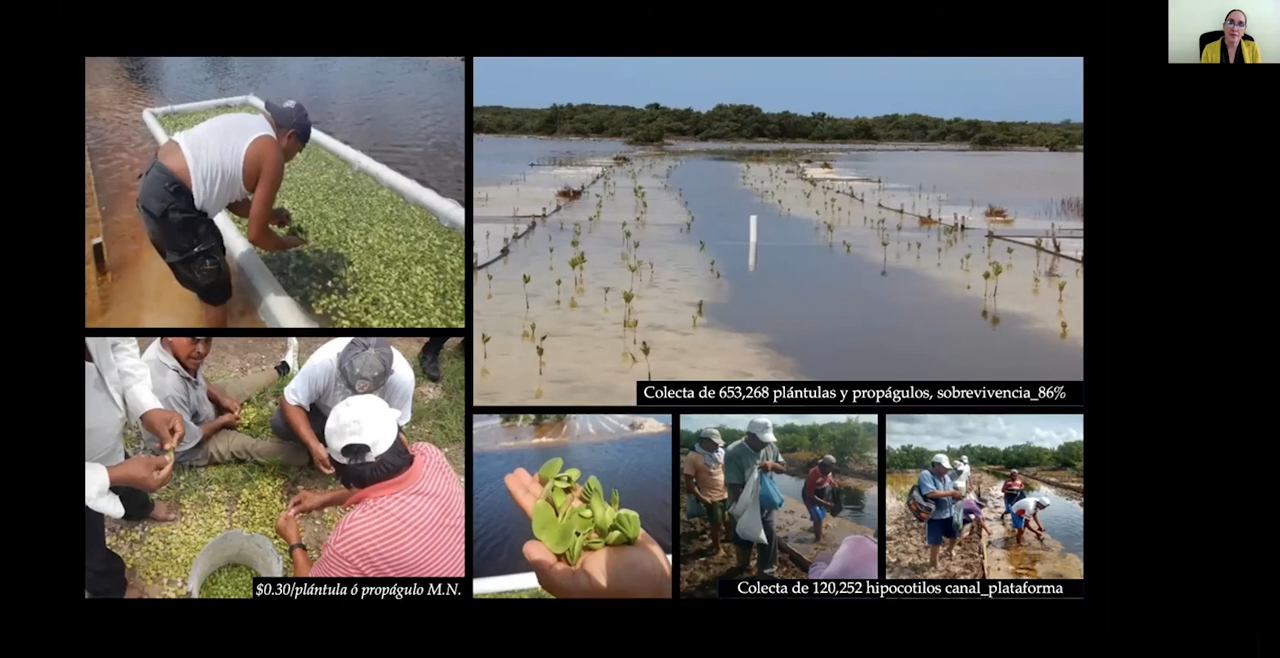 Colecta de 653,268 plántulas y propágulos, sobrevivencia_86%
$0.30/plántula ó propágulo M.N.
Colecta de 120,252 hipocotilos canal_plataforma